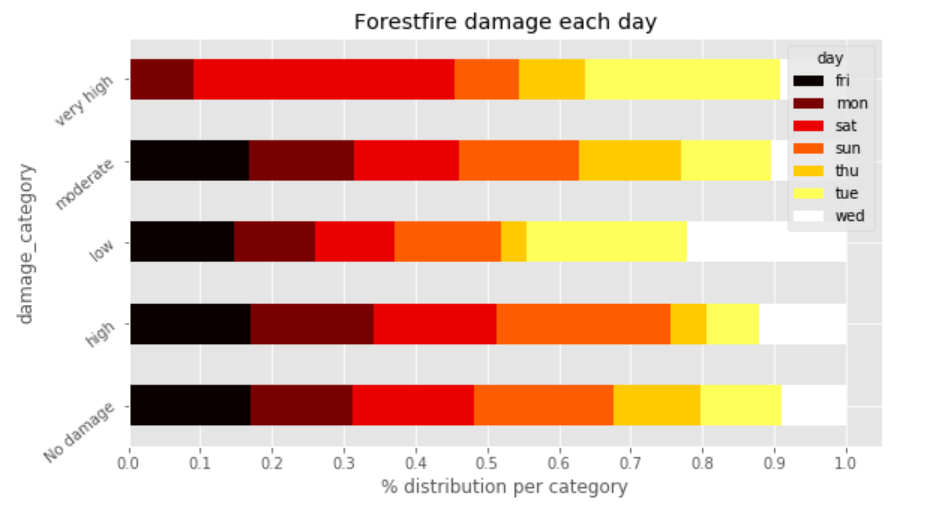 Forestfire damage each day
day
fri
mon
sat
sun
thu
tue
wed
damage_category
very high
moderate
low
high
No damage
0.0 0.1 0.2 0.3 0.4 0.5 0.6 0.7 0.8 0.9 1.0
% distribution per category